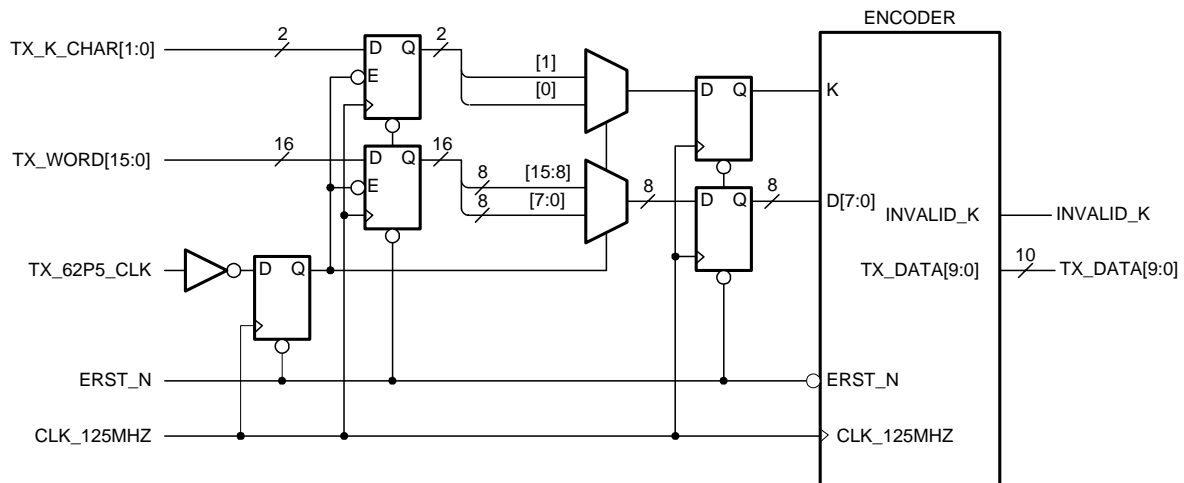 ENCODER
TX_K_CHAR[1:0]
2
D
Q
2
E
[1]
[0]
D
Q
K
TX_WORD[15:0]
16
D
Q
16
E
8
[15:8]
8
[7:0]
8
D
Q
8
D[7:0]
INVALID_K
INVALID_K
TX_62P5_CLK
D
Q
TX_DATA[9:0]
10
TX_DATA[9:0]
ERST_N
ERST_N
CLK_125MHZ
CLK_125MHZ